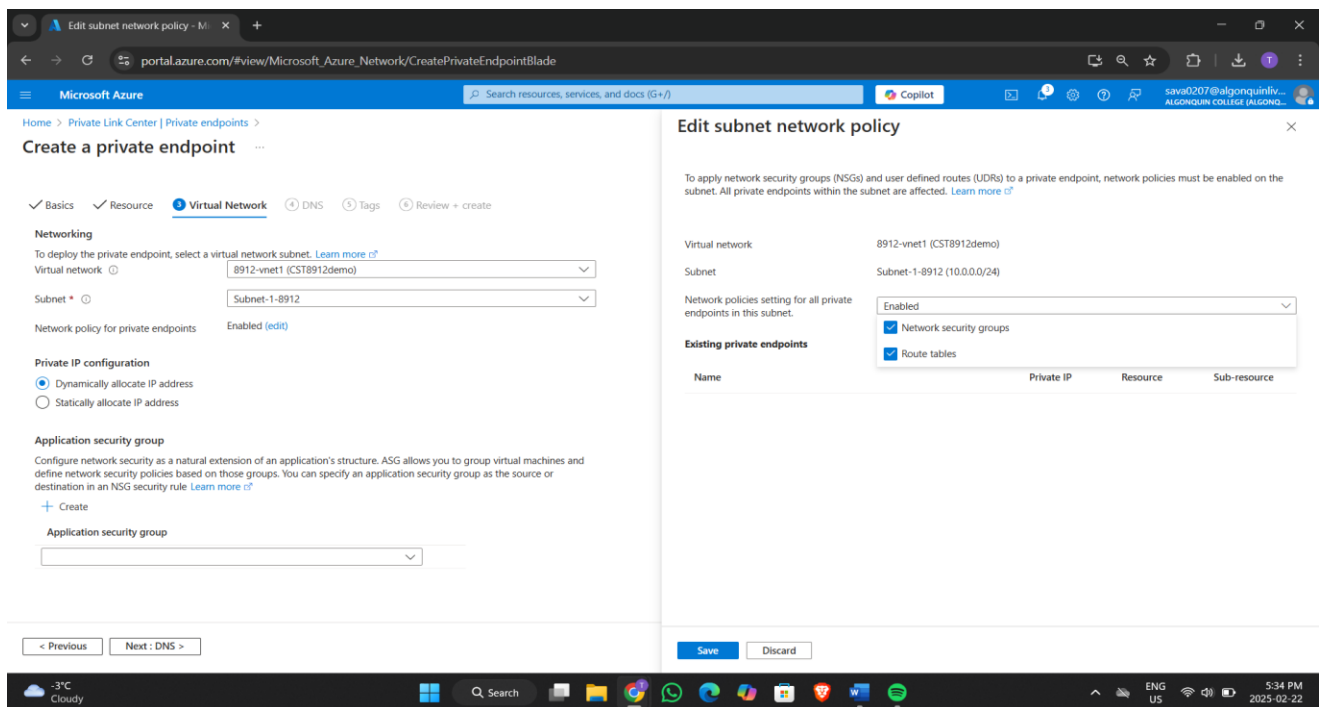 Edit subnet network policy - Mi
portal.azure.com/#view/Microsoft_Azure_Network/CreatePrivateEndpointBlade
T
Microsoft Azure
Search resources, services, and docs (G+/)
Copilot
3
sava0207@algonquinliv...
ALGONQUIN COLLEGE (ALGONQ...
Home > Private Link Center | Private endpoints >
Create a private endpoint ...
Basics
Resource
3 Virtual Network
4 DNS
5 Tags
6 Review + create
Networking
To deploy the private endpoint, select a virtual network subnet. Learn more
Virtual network
8912-vnet1 (CST8912demo)
Subnet *
Subnet-1-8912
Network policy for private endpoints
Enabled (edit)
Private IP configuration
Dynamically allocate IP address
Statically allocate IP address
Application security group
Configure network security as a natural extension of an application's structure. ASG allows you to group virtual machines and
define network security policies based on those groups. You can specify an application security group as the source or
destination in an NSG security rule Learn more
+ Create
Application security group
< Previous
Next : DNS >
Edit subnet network policy
To apply network security groups (NSGs) and user defined routes (UDRs) to a private endpoint, network policies must be enabled on the
subnet. All private endpoints within the subnet are affected. Learn more
Virtual network
8912-vnet1 (CST8912demo)
Subnet
Subnet-1-8912 (10.0.0.0/24)
Network policies setting for all private
endpoints in this subnet.
Enabled
Network security groups
Route tables
Existing private endpoints
Name
Private IP
Resource
Sub-resource
Save
Discard
-3°C
Cloudy
Search
ENG
US
5:34 PM
2025-02-22